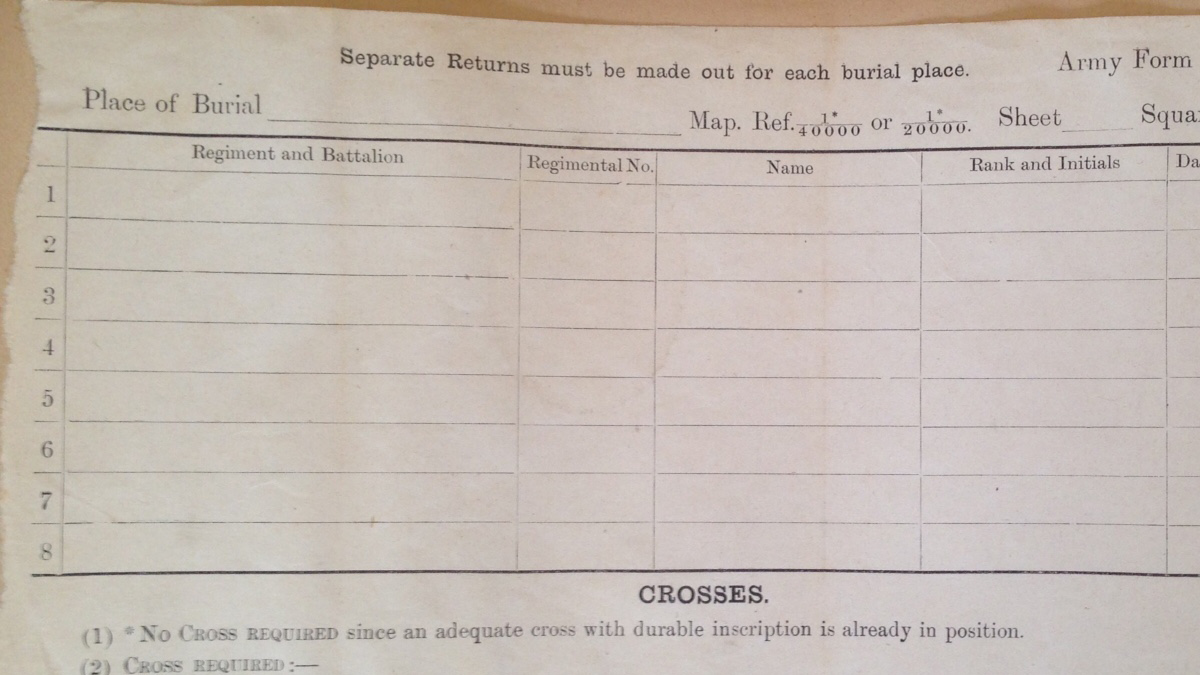 Separate Returns must be made out for each burial place. Army Form
Place of Burial Map. Ref. 1*/40000 or 1*/20000. Sheet
Regiment and Battalion Regimental No. Name Rank and Initials
1
2
3
4
5
6
7
8
CROSSES.
(1) * No CROSS REQUIRED since an adequate cross with durable inscription is already in position.
(2) CROSS REQUIRED:—